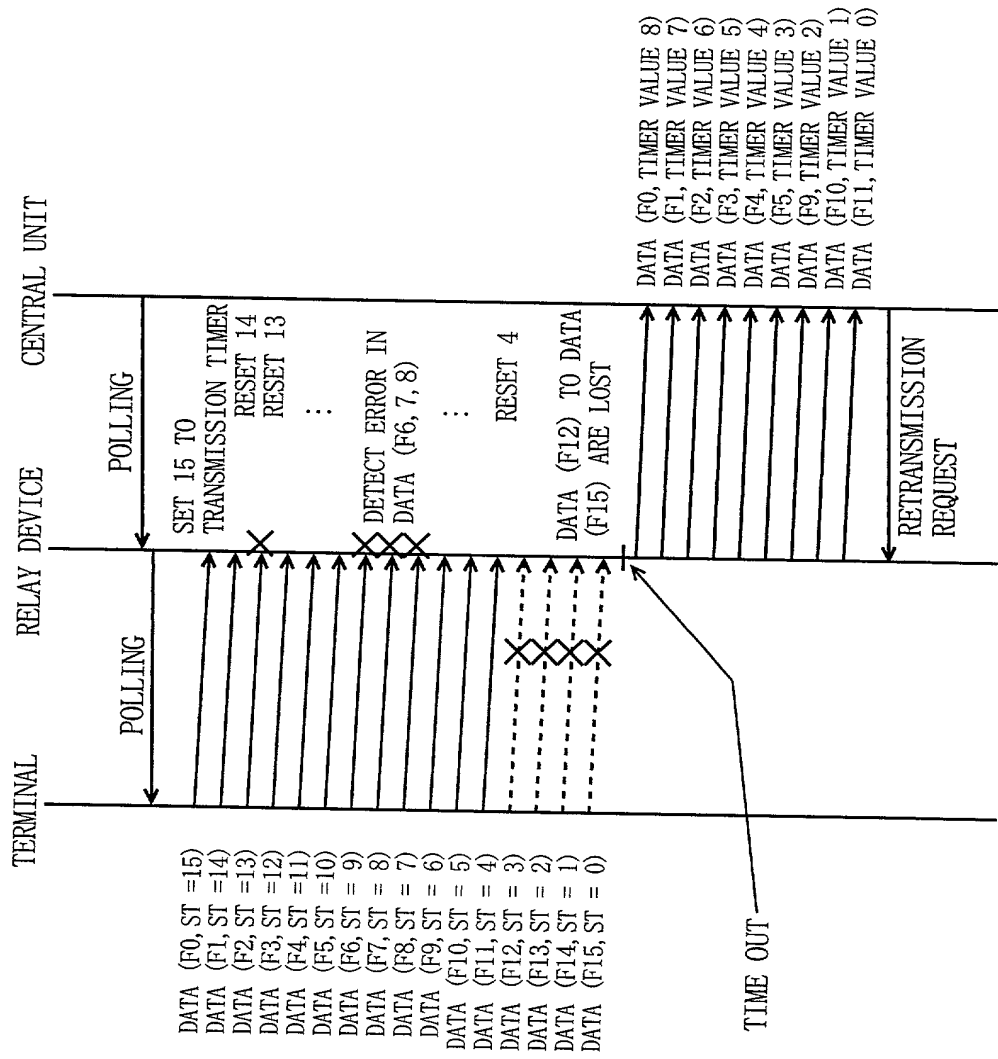 TERMINAL
RELAY DEVICE
CENTRAL UNIT
POLLING
POLLING
SET 15 TO
TRANSMISSION TIMER
RESET 14
RESET 13
⋮
DETECT ERROR IN
DATA (F6, 7, 8)
⋮
RESET 4
DATA (F12) TO DATA
(F15) ARE LOST
DATA (F0, ST =15)
DATA (F1, ST =14)
DATA (F2, ST =13)
DATA (F3, ST =12)
DATA (F4, ST =11)
DATA (F5, ST =10)
DATA (F6, ST = 9)
DATA (F7, ST = 8)
DATA (F8, ST = 7)
DATA (F9, ST = 6)
DATA (F10, ST = 5)
DATA (F11, ST = 4)
DATA (F12, ST = 3)
DATA (F13, ST = 2)
DATA (F14, ST = 1)
DATA (F15, ST = 0)
TIME OUT
DATA (F0, TIMER VALUE 8)
DATA (F1, TIMER VALUE 7)
DATA (F2, TIMER VALUE 6)
DATA (F3, TIMER VALUE 5)
DATA (F4, TIMER VALUE 4)
DATA (F5, TIMER VALUE 3)
DATA (F9, TIMER VALUE 2)
DATA (F10, TIMER VALUE 1)
DATA (F11, TIMER VALUE 0)
RETRANSMISSION
REQUEST